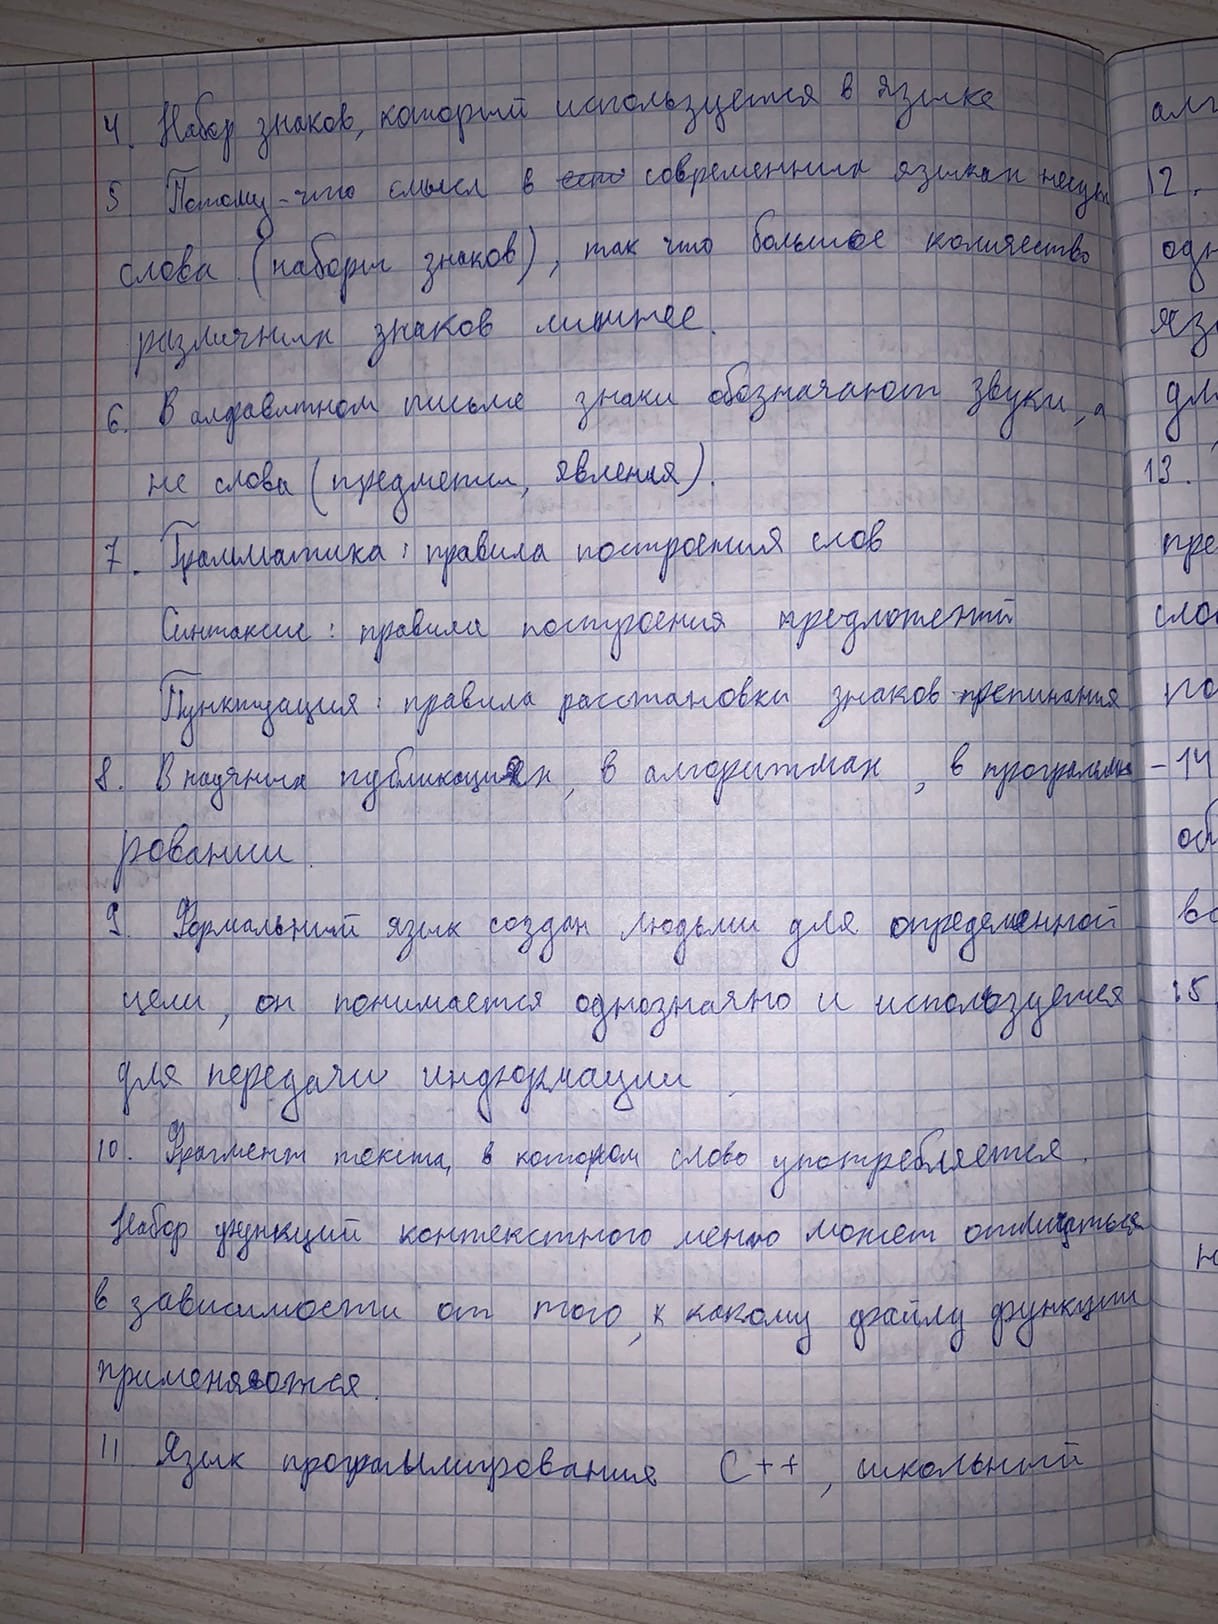 4. Набор знаков, который используется в языке
алг
5 Потому-что смысл в современных языках несут
12.
слова (наборы знаков), так что большое количество
одн
различных знаков лишнее.
язы
6. В алфавитном письме знаки обозначают звуки, а
дл
не слова (предметы, явления).
13.
7. Грамматика: правила построения слов
пре
Синтаксис: правила построения предложений
сло
Пунктуация: правила расстановки знаков препинания
по
8. В научных публикациях, в алгоритмах, в программи
-14
ровании.
об
9. Формальный язык создан людьми для определенной
во
цели, он понимается однозначно и используется
15
для передачи информации
10. Фрагмент текста, в котором слово употребляется.
Набор функций контекстного меню может отличаться
н
в зависимости от того, к какому файлу функции
применяются.
11 Язык программирования С++, школьный